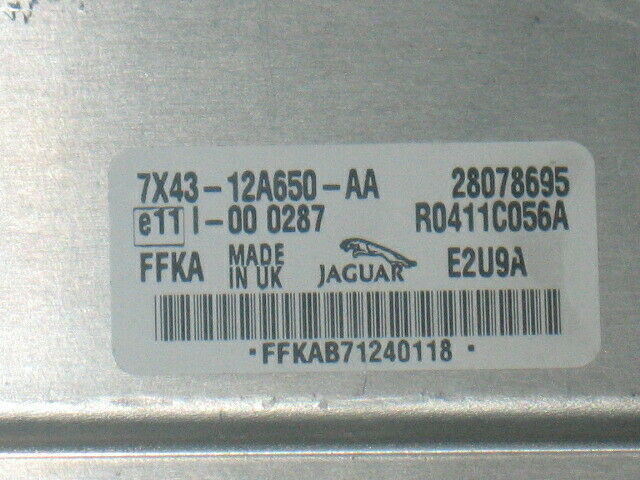 7X43-12A650-AA 28078695
e11 I-00 0287 R0411C056A
FFKA MADE IN UK JAGUAR E2U9A
·FFKAB71240118·